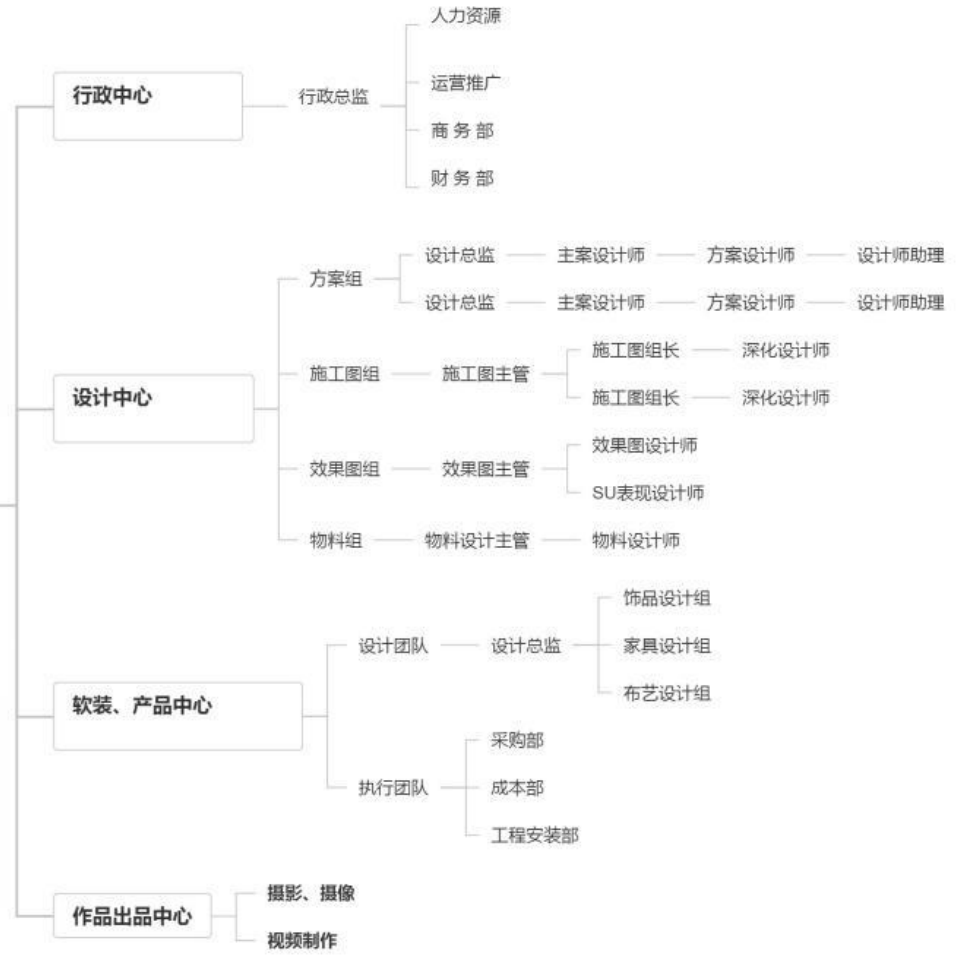 人力资源
运营推广
行政中心
行政总监
商 务 部
财 务 部
设计总监 主案设计师 方案设计师 设计师助理
方案组
设计总监 主案设计师 方案设计师 设计师助理
施工图组长 深化设计师
施工图组 施工图主管
设计中心
施工图组长 深化设计师
效果图设计师
效果图组 效果图主管
SU表现设计师
物料组 物料设计主管 物料设计师
饰品设计组
设计团队 设计总监 家具设计组
布艺设计组
软装、产品中心
采购部
执行团队 成本部
工程安装部
摄影、摄像
作品出品中心
视频制作